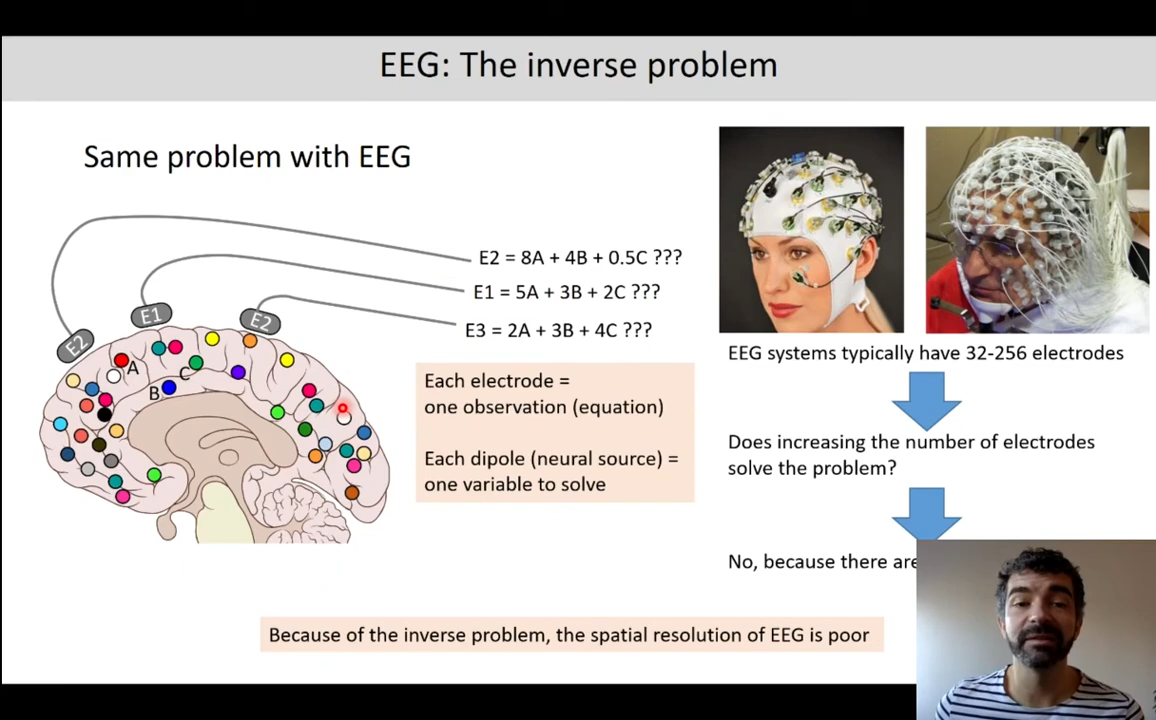 EEG: The inverse problem
Same problem with EEG
E2 = 8A + 4B + 0.5C ???
E1 = 5A + 3B + 2C ???
E3 = 2A + 3B + 4C ???
E2
E1
E2
A
B
C
Each electrode =
one observation (equation)
Each dipole (neural source) =
one variable to solve
EEG systems typically have 32-256 electrodes
Does increasing the number of electrodes
solve the problem?
No, because there are
Because of the inverse problem, the spatial resolution of EEG is poor